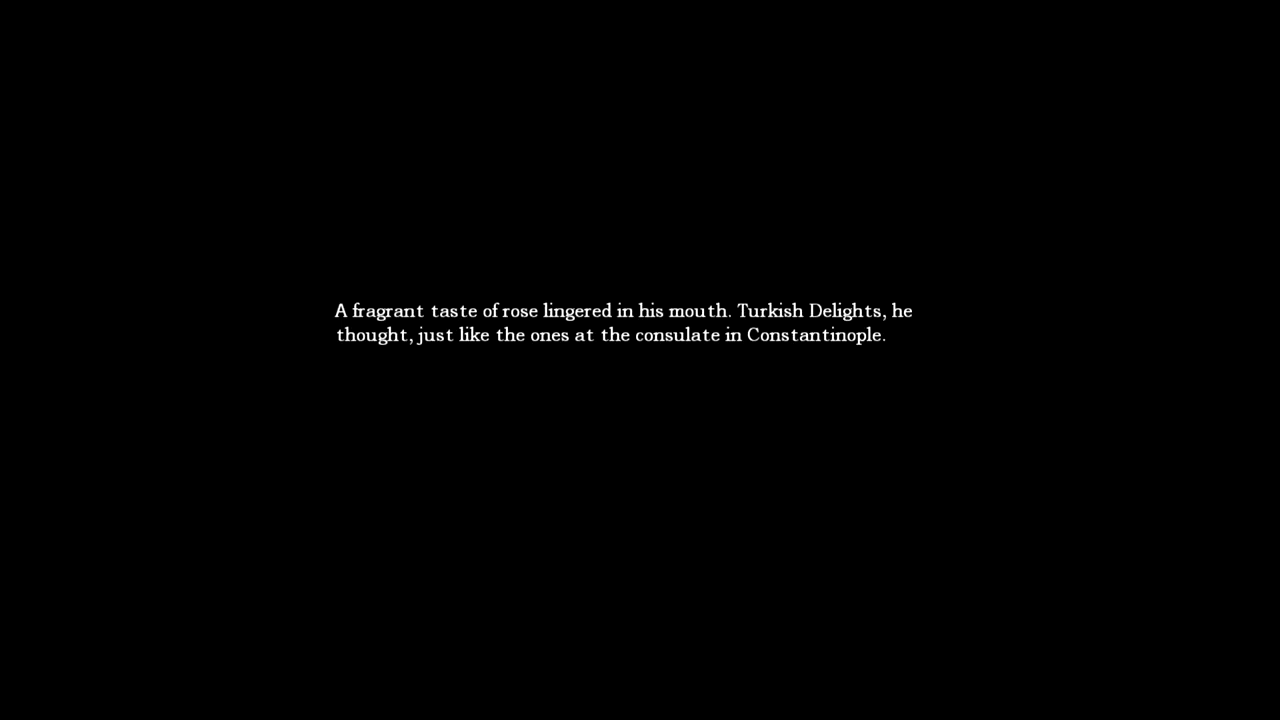 A fragrant taste of rose lingered in his mouth. Turkish Delights, he
thought, just like the ones at the consulate in Constantinople.